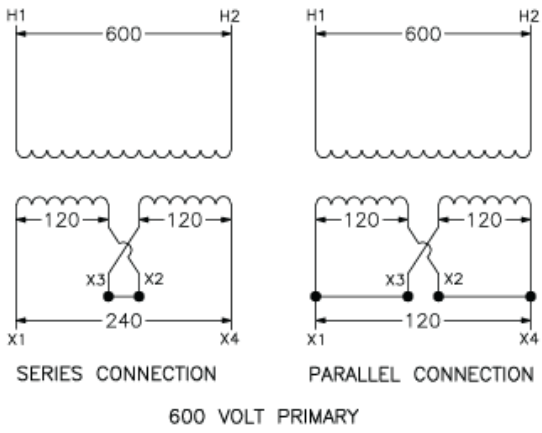 H1 H2 H1 H2
600 600
120 120 120 120
X3 X2 X3 X2
240 120
X1 X4 X1 X4
SERIES CONNECTION PARALLEL CONNECTION
600 VOLT PRIMARY